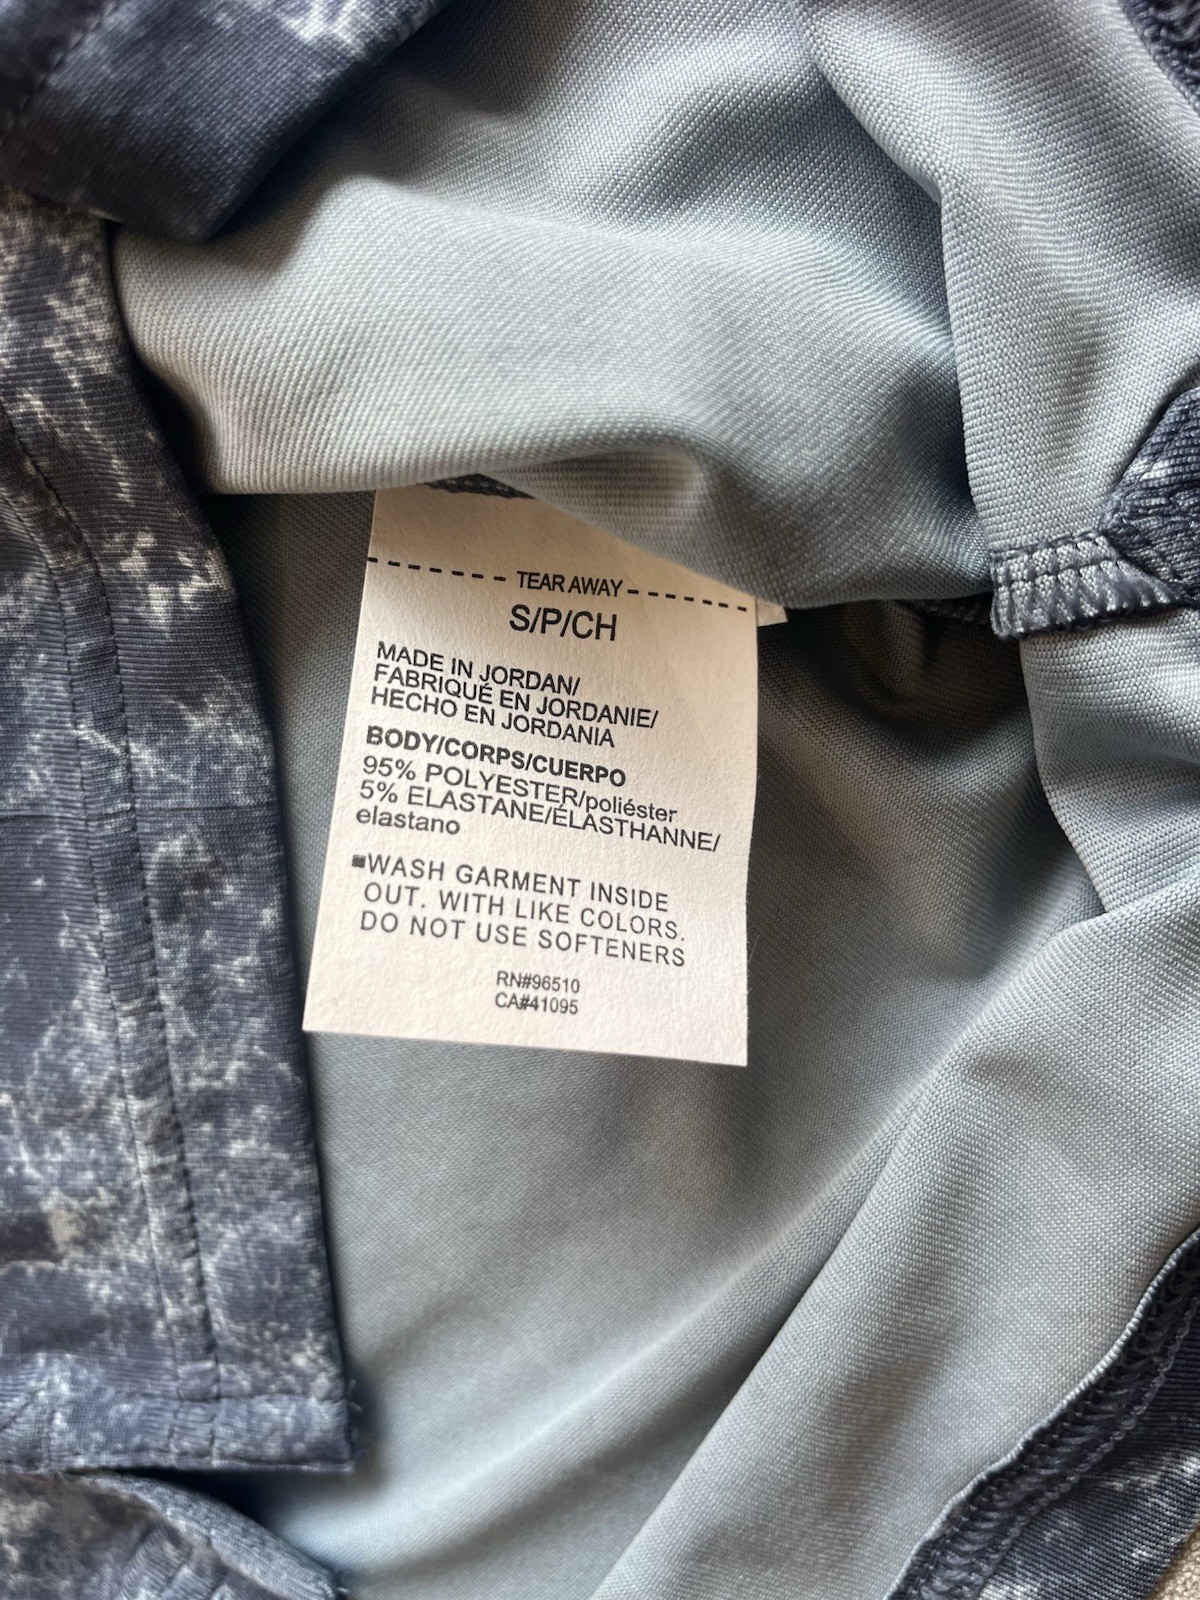 TEAR AWAY
S/P/CH
MADE IN JORDAN/
FABRIQUÉ EN JORDANIE/
HECHO EN JORDANIA
BODY/CORPS/CUERPO
95% POLYESTER/poliéster
5% ELASTANE/ÉLASTHANNE/
elastano
▪WASH GARMENT INSIDE
OUT. WITH LIKE COLORS.
DO NOT USE SOFTENERS
RN#96510
CA#41095